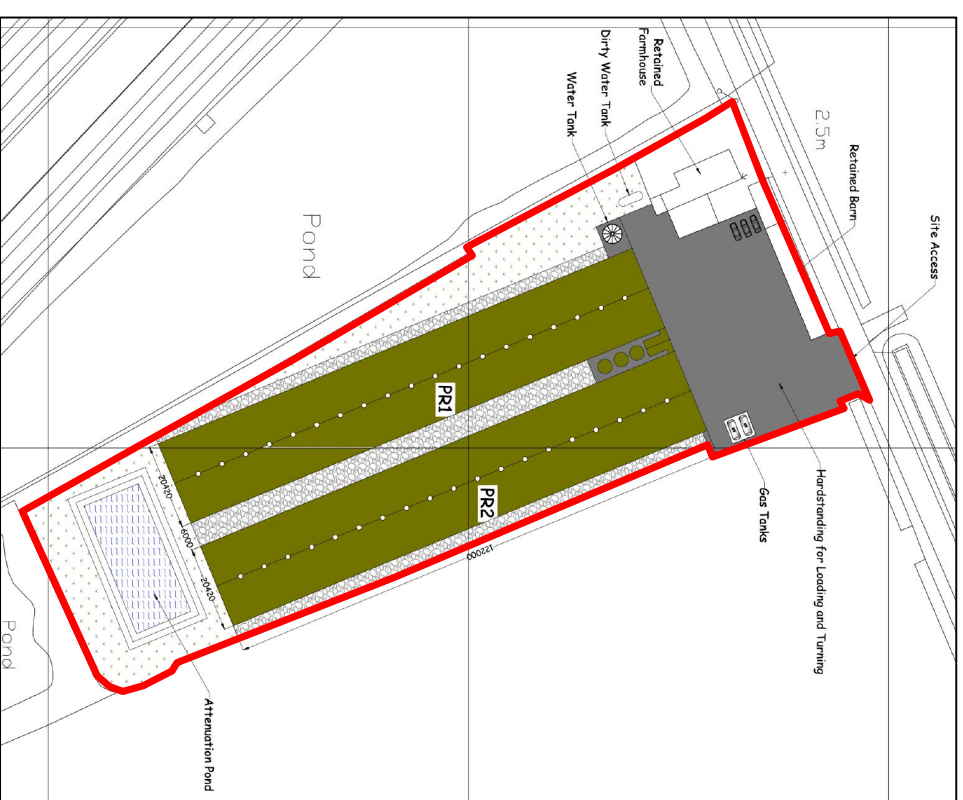 Retained
Farmhouse
Dirty Water Tank
Water Tank
2.5m
Retained Barn
Site Access
Pond
PR1
PR2
Gas Tanks
Hardstanding for Loading and Turning
122000
20420
6000
20420
Attenuation Pond
Pond